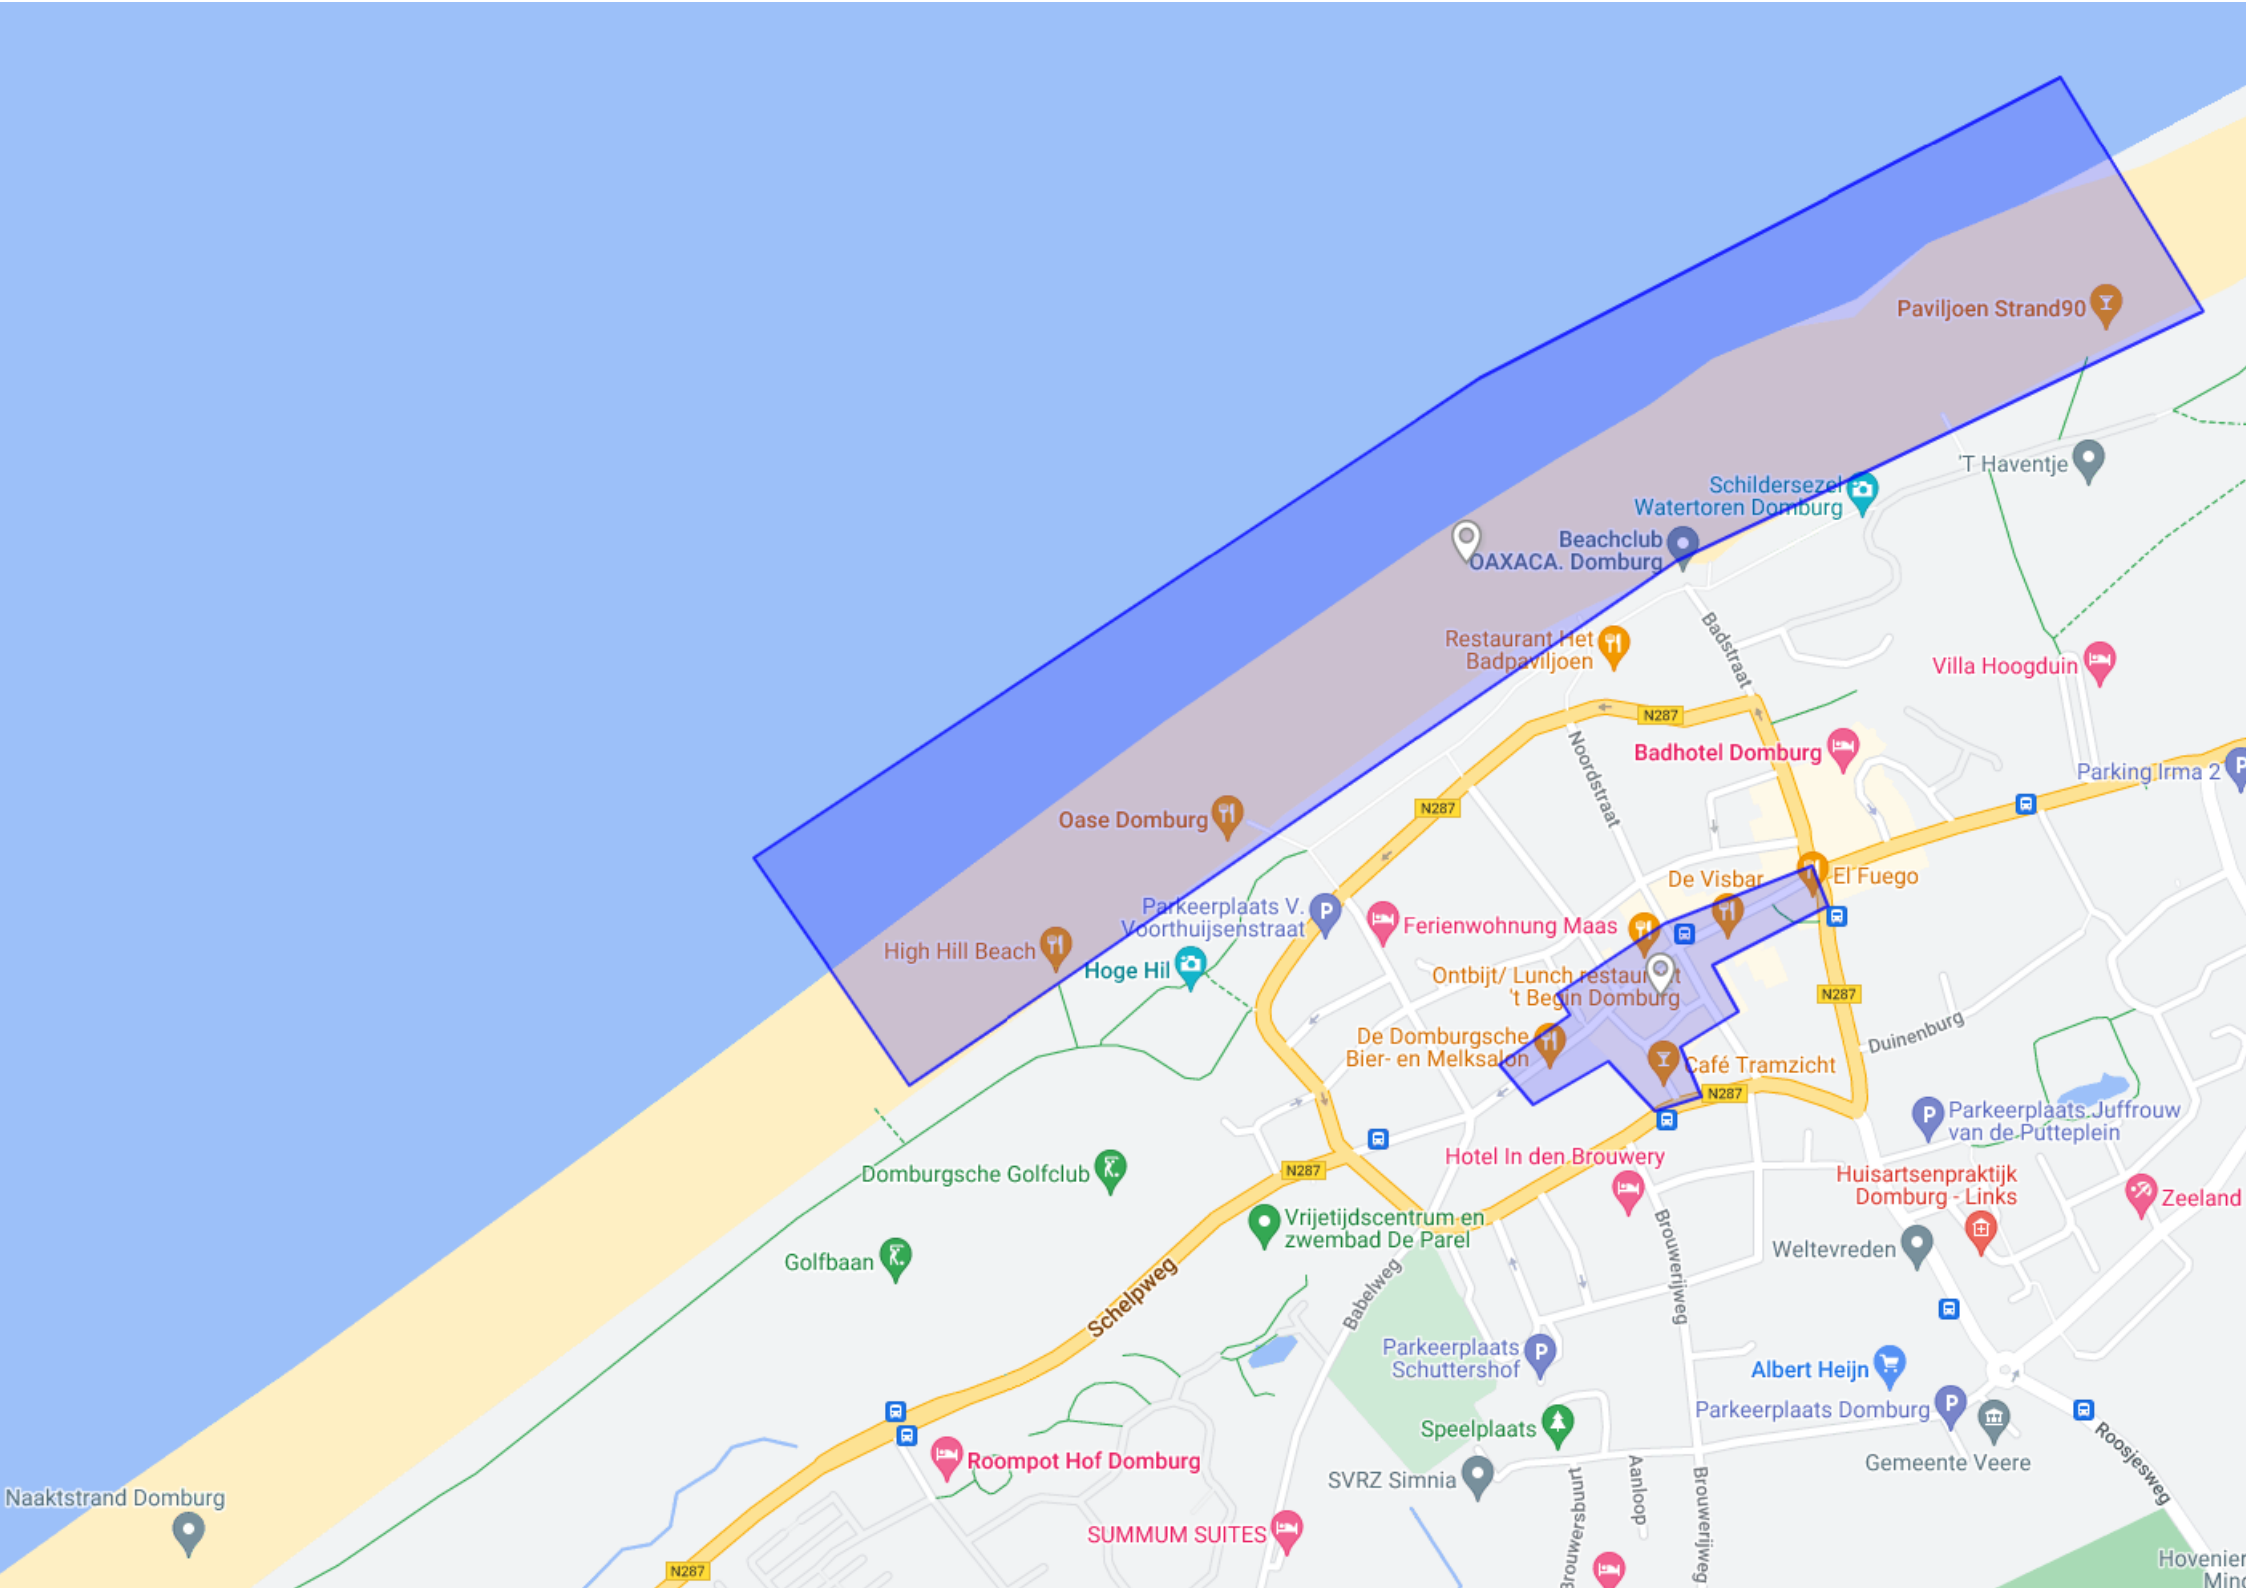 Paviljoen Strand90
'T Haventje
Schildersezel
Watertoren Domburg
Beachclub
OAXACA. Domburg
Badstraat
Restaurant Het
Badpaviljoen
Villa Hoogduin
N287
Noordstraat
Badhotel Domburg
Parking Irma 2
N287
Oase Domburg
De Visbar
El Fuego
Parkeerplaats V.
Voorthuijsenstraat
Ferienwohnung Maas
High Hill Beach
Hoge Hil
Ontbijt/ Lunch restaurant
't Begin Domburg
N287
Duinenburg
De Domburgsche
Bier- en Melksalon
Café Tramzicht
N287
Parkeerplaats Juffrouw
van de Putteplein
Hotel In den Brouwery
N287
Domburgsche Golfclub
Huisartsenpraktijk
Domburg - Links
Zeeland
Vrijetijdscentrum en
zwembad De Parel
Brouwerijweg
Weltevreden
Golfbaan
Schelpweg
Babelweg
Parkeerplaats
Schuttershof
Albert Heijn
Parkeerplaats Domburg
Speelplaats
Roosjesweg
Gemeente Veere
Roompot Hof Domburg
SVRZ Simnia
Aanloop
Brouwerijweg
Brouwersbunt
Naaktstrand Domburg
SUMMUM SUITES
N287
Hovenier